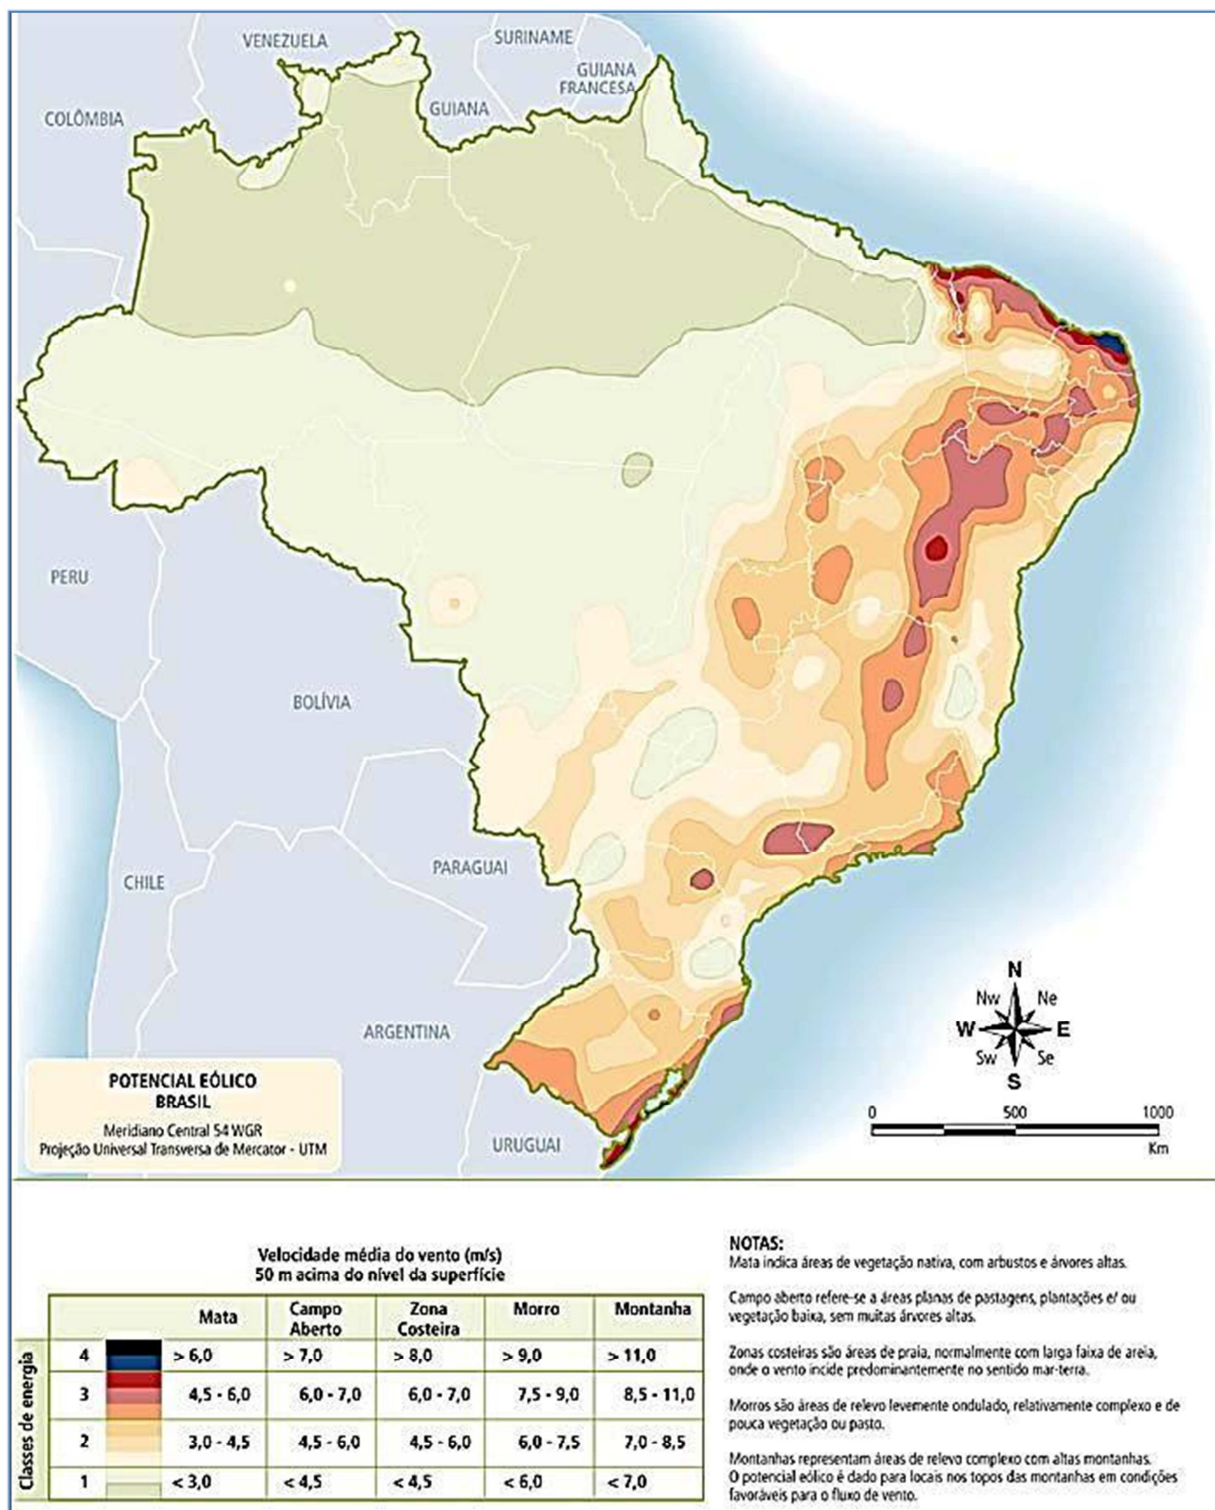 VENEZUELA
SURINAME
GUIANA
FRANCESA
GUIANA
COLÔMBIA
PERU
BOLÍVIA
PARAGUAI
CHILE
ARGENTINA
URUGUAI
N
Nw Ne
W E
Sw Se
S
0 500 1000
Km
POTENCIAL EÓLICO
BRASIL
Meridiano Central 54 WGR
Projeção Universal Transversa de Mercator - UTM
Velocidade média do vento (m/s)
50 m acima do nível da superfície
Mata Campo Aberto Zona Costeira Morro Montanha
Classes de energia
4 > 6,0 > 7,0 > 8,0 > 9,0 > 11,0
3 4,5 - 6,0 6,0 - 7,0 6,0 - 7,0 7,5 - 9,0 8,5 - 11,0
2 3,0 - 4,5 4,5 - 6,0 4,5 - 6,0 6,0 - 7,5 7,0 - 8,5
1 < 3,0 < 4,5 < 4,5 < 6,0 < 7,0
NOTAS:
Mata indica áreas de vegetação nativa, com arbustos e árvores altas.
Campo aberto refere-se a áreas planas de pastagens, plantações e/ ou
vegetação baixa, sem muitas árvores altas.
Zonas costeiras são áreas de praia, normalmente com larga faixa de areia,
onde o vento incide predominantemente no sentido mar-terra.
Morros são áreas de relevo levemente ondulado, relativamente complexo e de
pouca vegetação ou pasto.
Montanhas representam áreas de relevo complexo com altas montanhas.
O potencial eólico é dado para locais nos topos das montanhas em condições
favoráveis para o fluxo de vento.